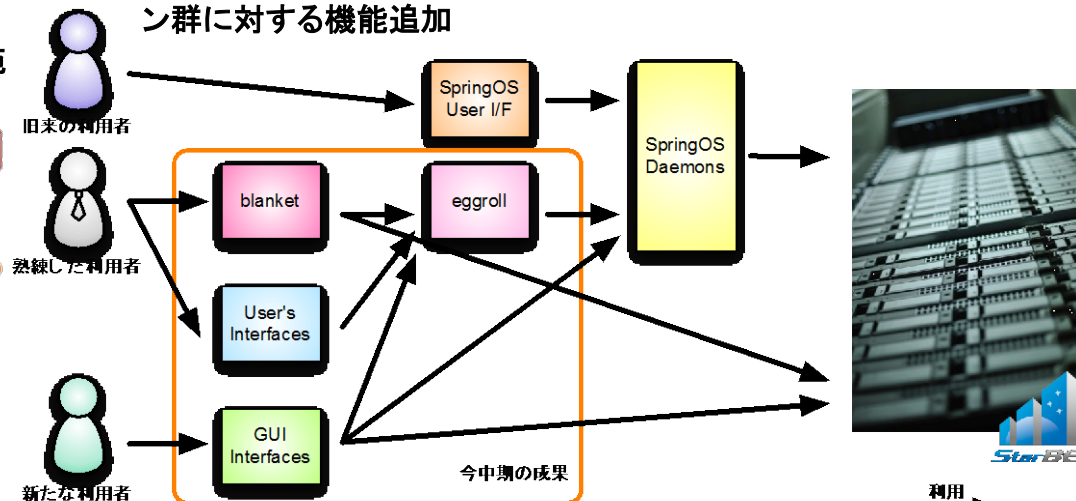 ン群に対する機能追加
旧来の利用者
SpringOS
User I/F
SpringOS
Daemons
blanket
eggroll
熟練した利用者
User's
Interfaces
GUI
Interfaces
今中期の成果
新たな利用者
利用